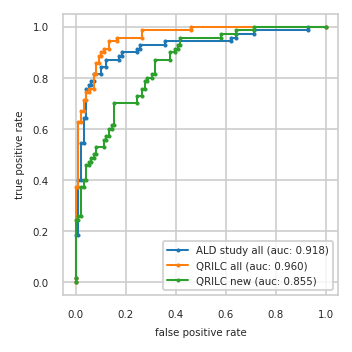 1.0
0.8
0.6
0.4
0.2
0.0
true positive rate
ALD study all (auc: 0.918)
QRILC all (auc: 0.960)
QRILC new (auc: 0.855)
0.0 0.2 0.4 0.6 0.8 1.0
false positive rate